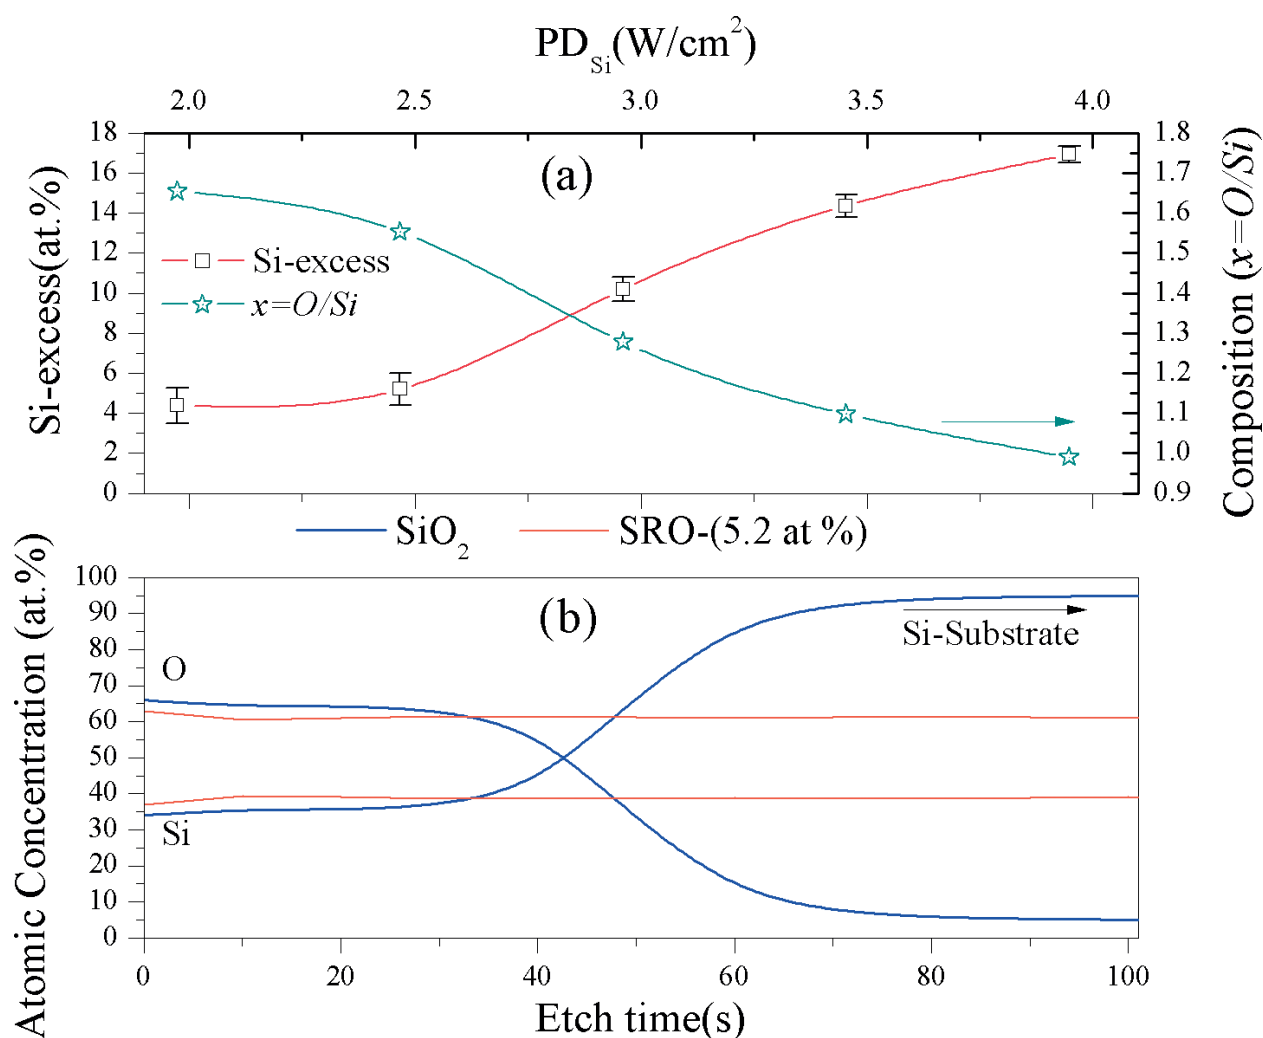 PD_Si(W/cm²)
2.0 2.5 3.0 3.5 4.0
(a)
Si-excess(at.%)
18
16
14
12
10
8
6
4
2
0
Si-excess
x=O/Si
1.8
1.7
1.6
1.5
1.4
1.3
1.2
1.1
1.0
0.9
Composition (x=O/Si)
SiO₂ SRO-(5.2 at %)
(b)
Atomic Concentration (at.%)
100
90
80
70
60
50
40
30
20
10
0
O
Si
Si-Substrate
0 20 40 60 80 100
Etch time(s)